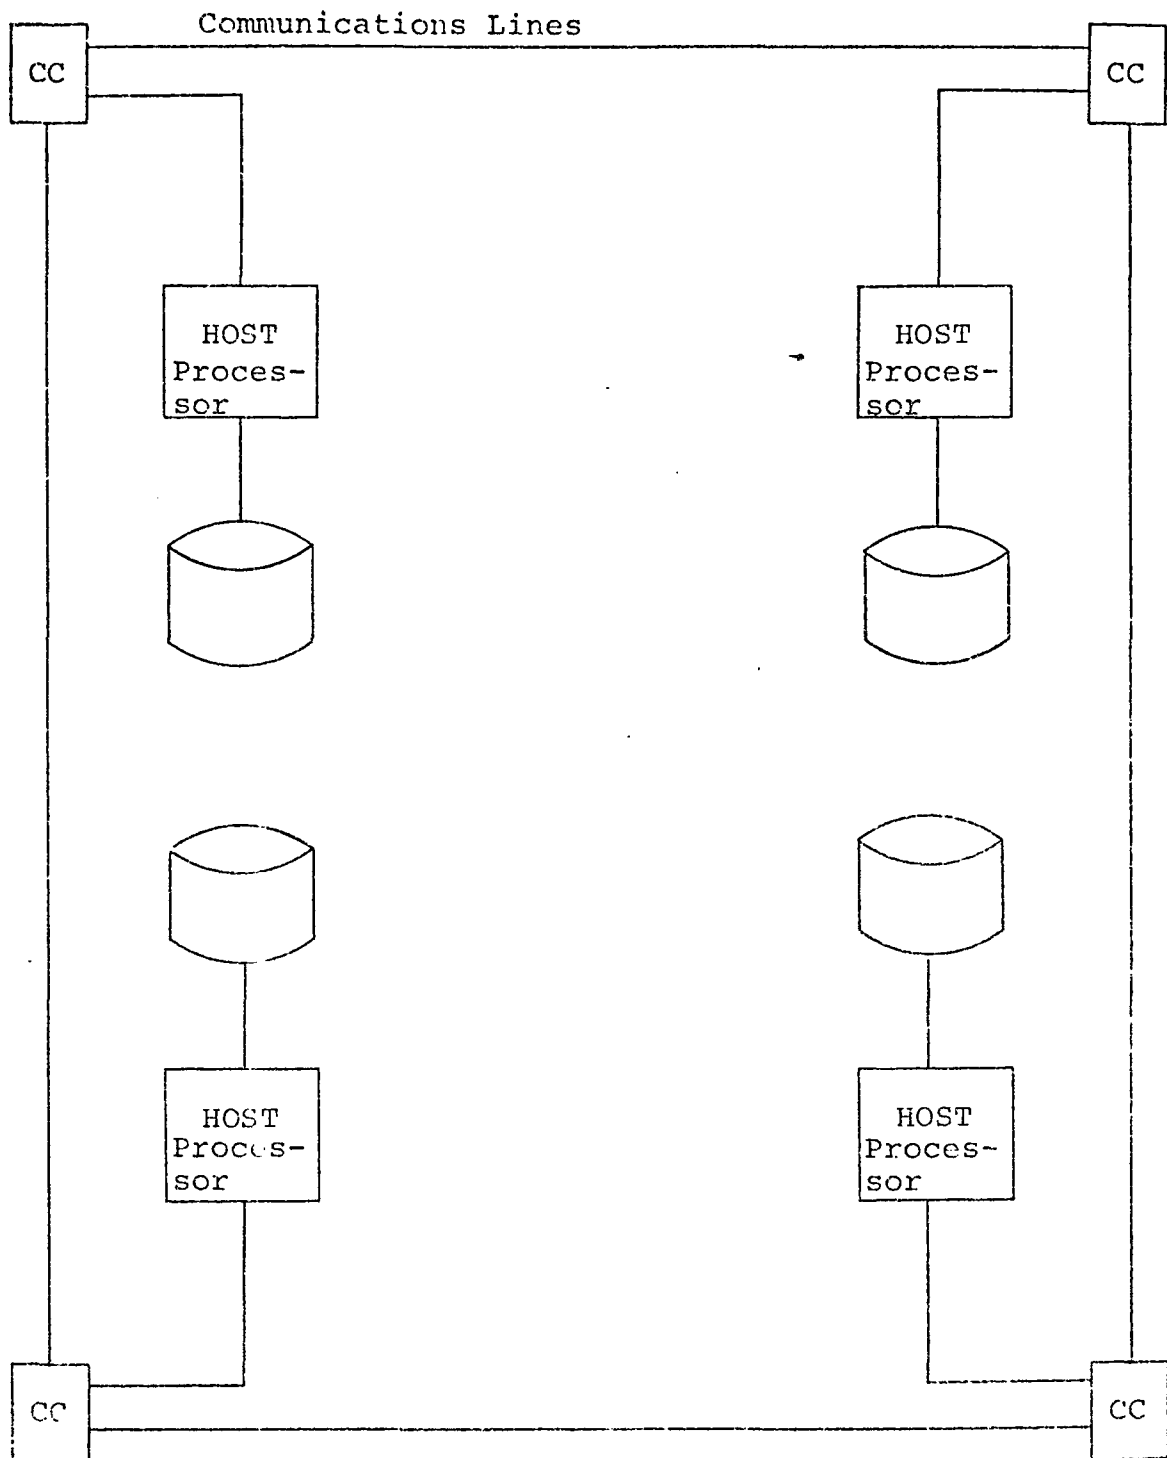 Communications Lines
CC
CC
HOST
Proces-
sor
HOST
Proces-
sor
HOST
Proces-
sor
HOST
Proces-
sor
CC
CC